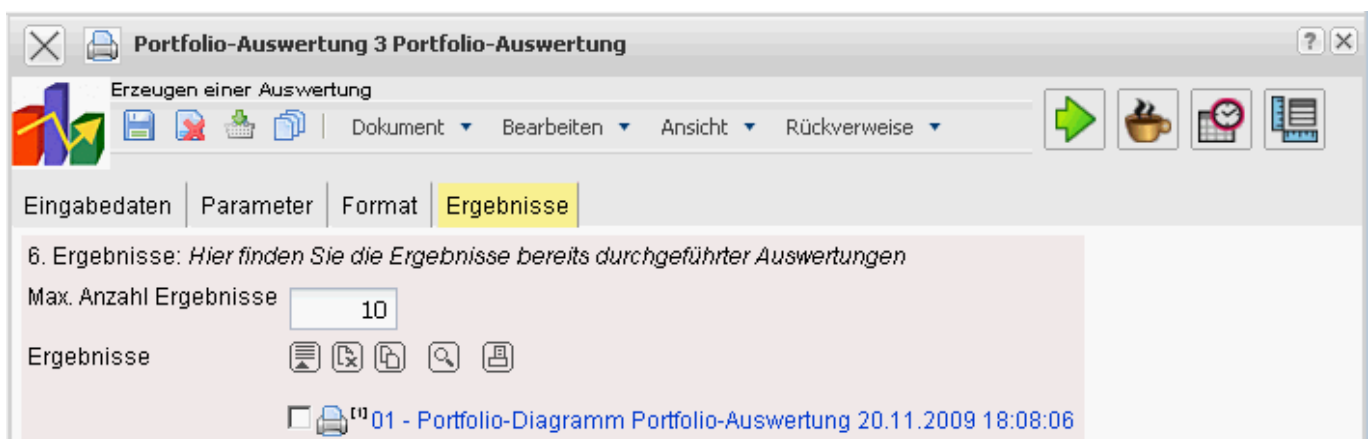 Portfolio-Auswertung 3 Portfolio-Auswertung
Erzeugen einer Auswertung
Dokument Bearbeiten Ansicht Rückverweise
Eingabedaten Parameter Format Ergebnisse
6. Ergebnisse: Hier finden Sie die Ergebnisse bereits durchgeführter Auswertungen
Max. Anzahl Ergebnisse 10
Ergebnisse
[1] 01 - Portfolio-Diagramm Portfolio-Auswertung 20.11.2009 18:08:06